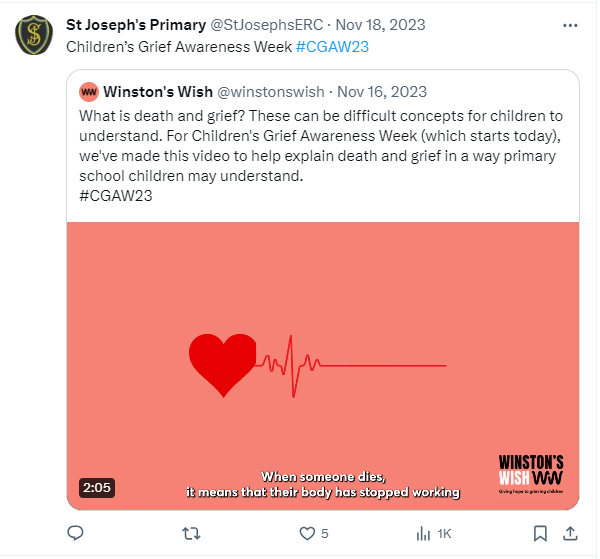 St Joseph's Primary @StJosephsERC · Nov 18, 2023
Children's Grief Awareness Week #CGAW23
WW Winston's Wish @winstonswish · Nov 16, 2023
What is death and grief? These can be difficult concepts for children to
understand. For Children's Grief Awareness Week (which starts today),
we've made this video to help explain death and grief in a way primary
school children may understand.
#CGAW23
WINSTON'S
WISH WW
Giving hope to grieving children
When someone dies,
it means that their body has stopped working
2:05
5
1K